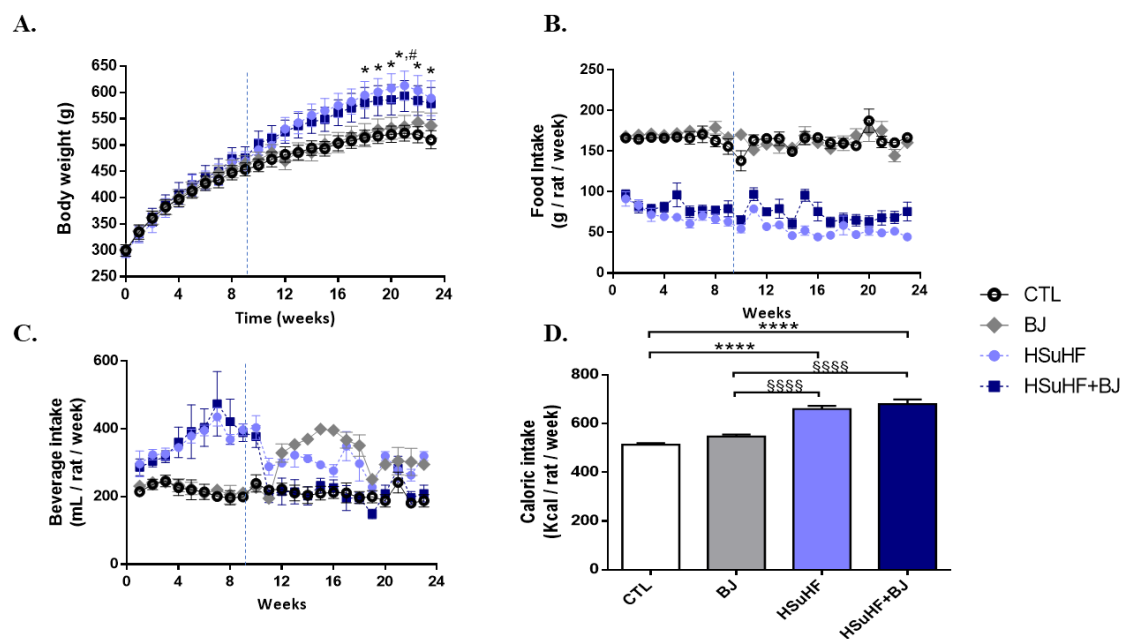 A.
650
600
550
500
450
400
350
300
250
Body weight (g)
* * * *,# * *
0 4 8 12 16 20 24
Time (weeks)
B.
250
200
150
100
50
0
Food Intake
(g / rat / week)
0 4 8 12 16 20 24
Weeks
CTL
BJ
HSuHF
HSuHF+BJ
C.
600
400
200
0
Beverage Intake
(mL / rat / week)
0 4 8 12 16 20 24
Weeks
D.
****
****
§§§§
§§§§
800
600
400
200
0
Caloric intake
(Kcal / rat / week)
CTL
BJ
HSuHF
HSuHF+BJ